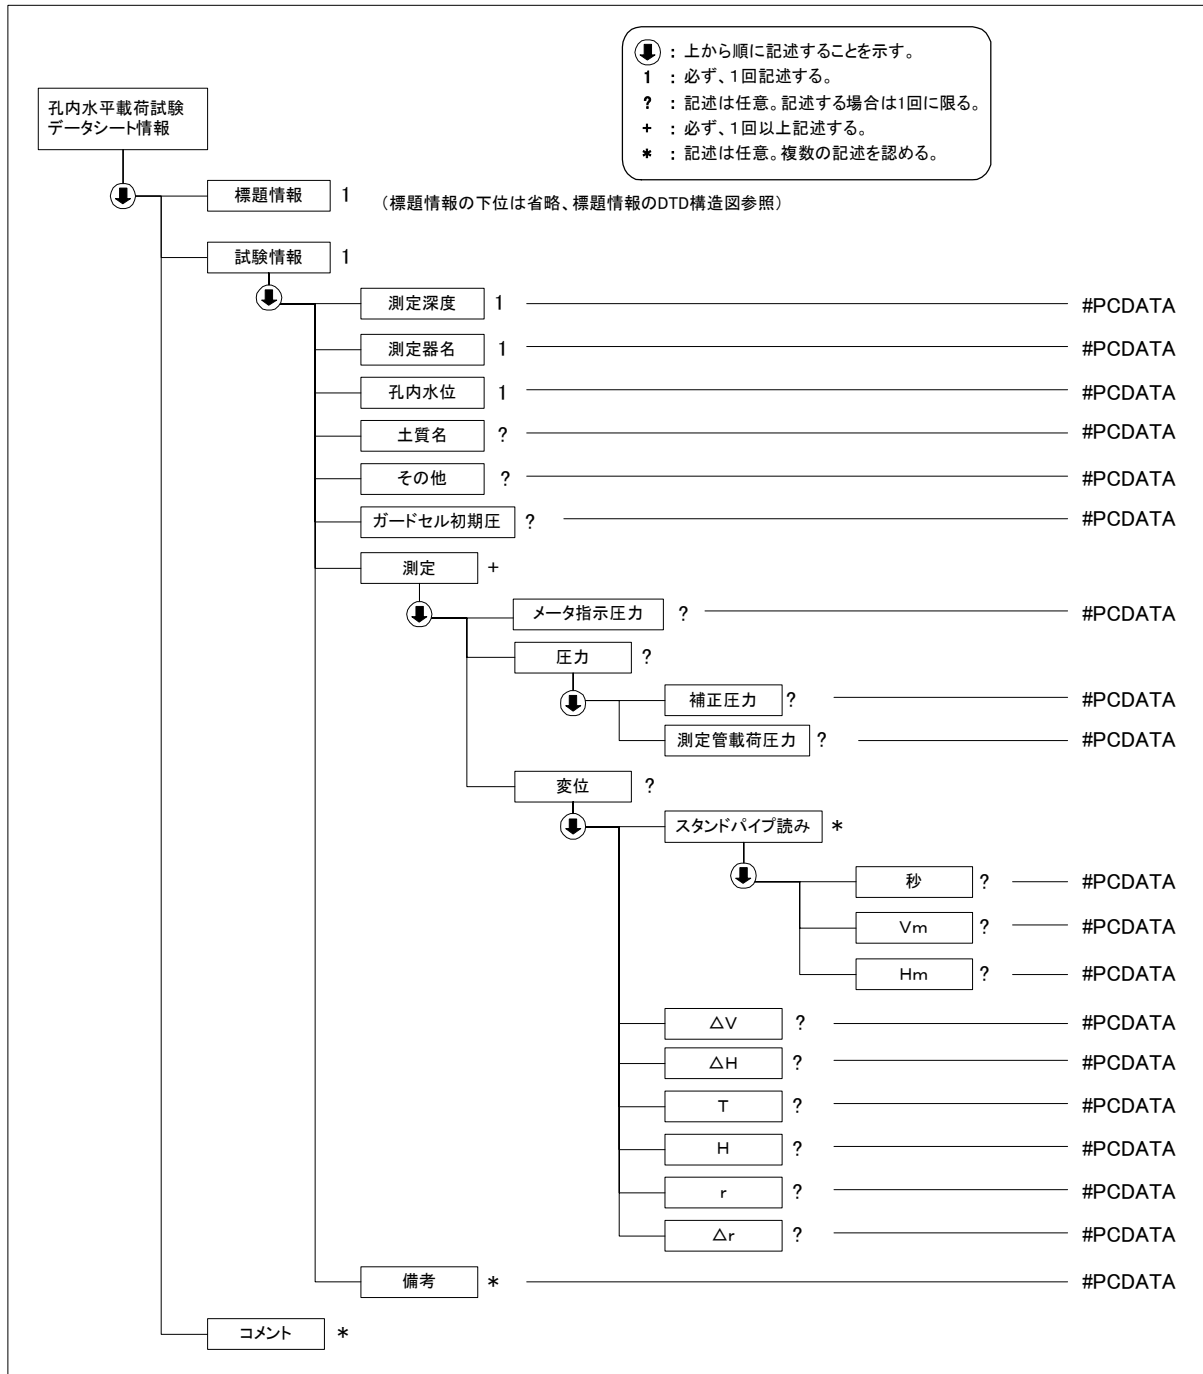 : 上から順に記述することを示す。
1 : 必ず、1回記述する。
? : 記述は任意。記述する場合は1回に限る。
+ : 必ず、1回以上記述する。
* : 記述は任意。複数の記述を認める。
孔内水平載荷試験
データシート情報
標題情報 1 (標題情報の下位は省略、標題情報のDTD構造図参照)
試験情報 1
測定深度 1 #PCDATA
測定器名 1 #PCDATA
孔内水位 1 #PCDATA
土質名 ? #PCDATA
その他 ? #PCDATA
ガードセル初期圧 ? #PCDATA
測定 +
メータ指示圧力 ? #PCDATA
圧力 ?
補正圧力 ? #PCDATA
測定管載荷圧力 ? #PCDATA
変位 ?
スタンドパイプ読み *
秒 ? #PCDATA
Vm ? #PCDATA
Hm ? #PCDATA
△V ? #PCDATA
△H ? #PCDATA
T ? #PCDATA
H ? #PCDATA
r ? #PCDATA
△r ? #PCDATA
備考 * #PCDATA
コメント *